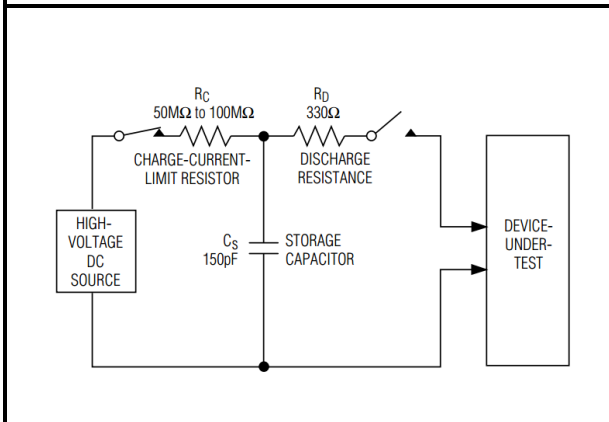 RC
50MΩ to 100MΩ
CHARGE-CURRENT-
LIMIT RESISTOR
RD
330Ω
DISCHARGE
RESISTANCE
HIGH-
VOLTAGE
DC
SOURCE
CS
150pF
STORAGE
CAPACITOR
DEVICE-
UNDER-
TEST